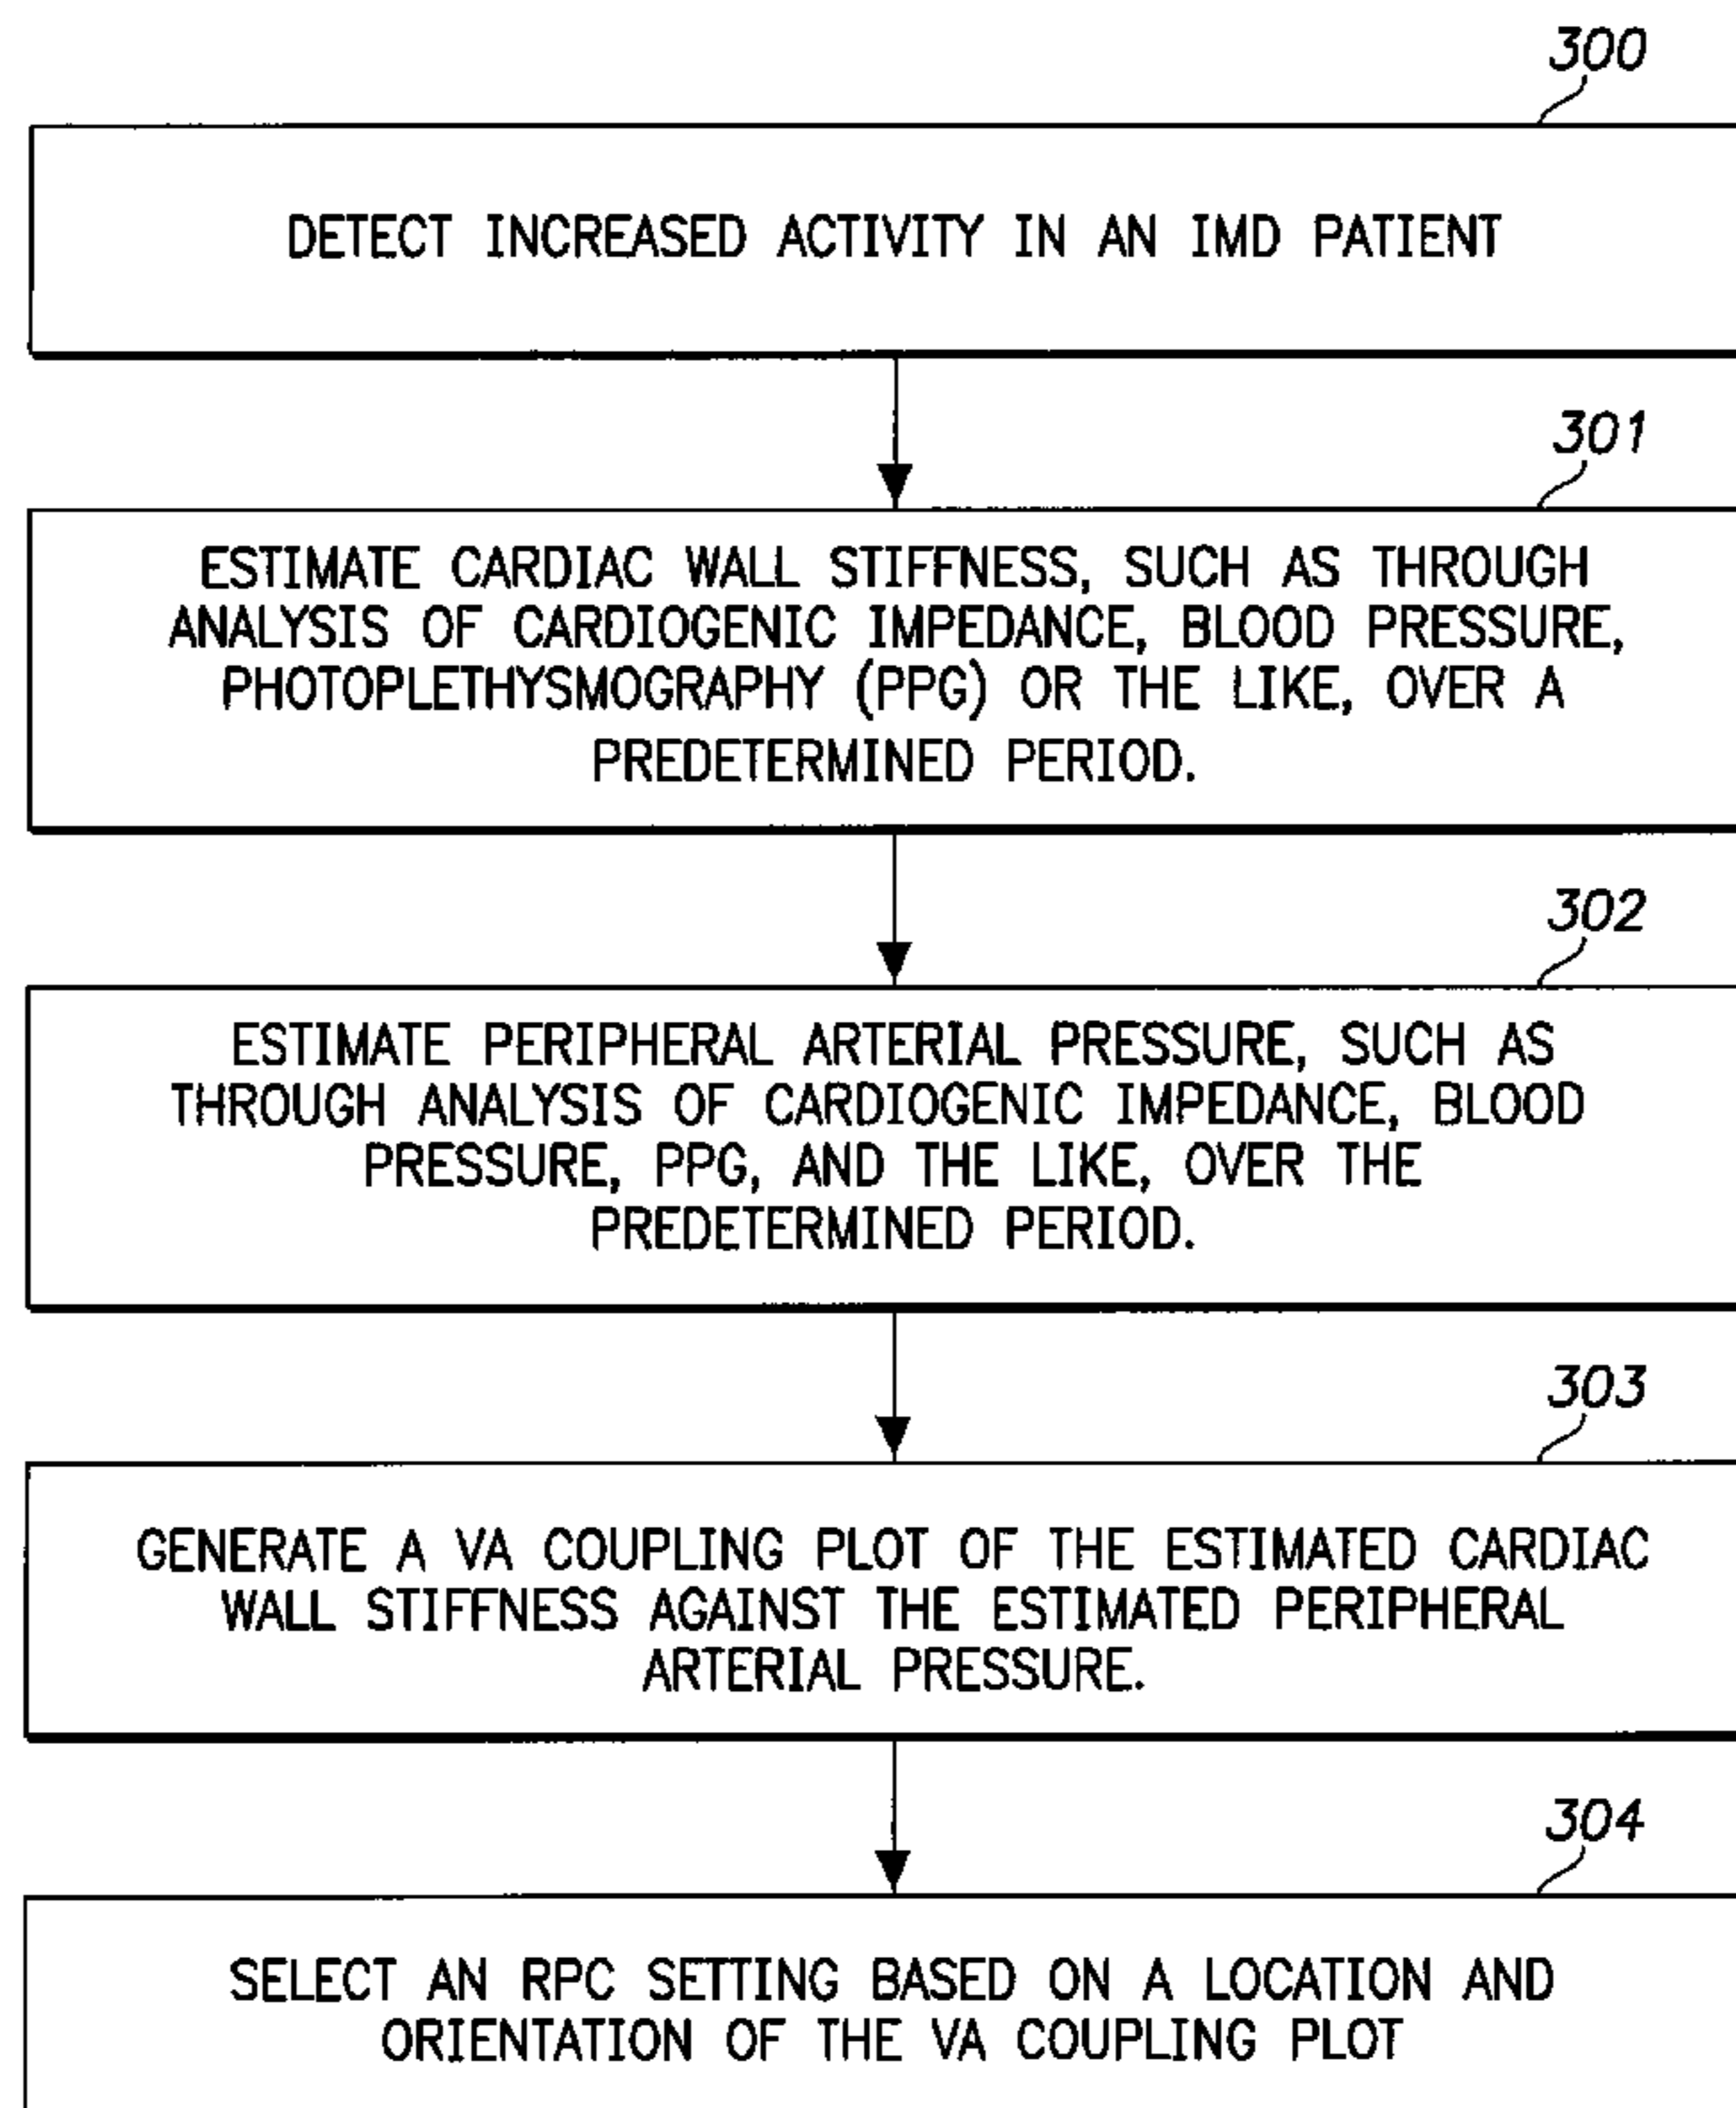 300
DETECT INCREASED ACTIVITY IN AN IMD PATIENT
301
ESTIMATE CARDIAC WALL STIFFNESS, SUCH AS THROUGH
ANALYSIS OF CARDIOGENIC IMPEDANCE, BLOOD PRESSURE,
PHOTOPLETHYSMOGRAPHY (PPG) OR THE LIKE, OVER A
PREDETERMINED PERIOD.
302
ESTIMATE PERIPHERAL ARTERIAL PRESSURE, SUCH AS
THROUGH ANALYSIS OF CARDIOGENIC IMPEDANCE, BLOOD
PRESSURE, PPG, AND THE LIKE, OVER THE
PREDETERMINED PERIOD.
303
GENERATE A VA COUPLING PLOT OF THE ESTIMATED CARDIAC
WALL STIFFNESS AGAINST THE ESTIMATED PERIPHERAL
ARTERIAL PRESSURE.
304
SELECT AN RPC SETTING BASED ON A LOCATION AND
ORIENTATION OF THE VA COUPLING PLOT